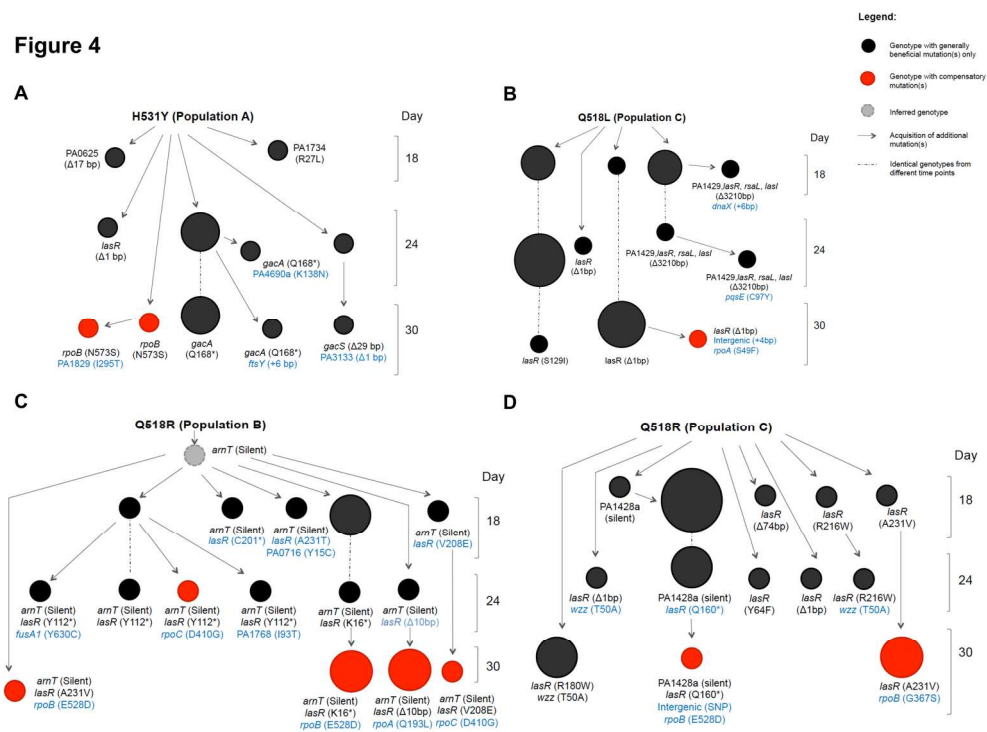 Legend:
Genotype with generally
beneficial mutation(s) only
Genotype with compensatory
mutation(s)
Inferred genotype
Acquisition of additional
mutation(s)
Identical genotypes from
different time points
Figure 4
A
H531Y (Population A)
Day
PA0625
(Δ17 bp)
PA1734
(R27L)
18
lasR
(Δ1 bp)
gacA (Q168*)
PA4690a (K138N)
24
rpoB (N573S)
PA1829 (I295T)
rpoB
(N573S)
gacA
(Q168*)
gacA (Q168*)
ftsY (+6 bp)
gacS (Δ29 bp)
PA3133 (Δ1 bp)
30
B
Q518L (Population C)
Day
PA1429,lasR, rsaL, lasI
(Δ3210bp)
dnaX (+6bp)
18
lasR
(Δ1bp)
PA1429,lasR, rsaL, lasI
(Δ3210bp)
PA1429,lasR, rsaL, lasI
(Δ3210bp)
pqsE (C97Y)
24
lasR (S129I)
lasR (Δ1bp)
lasR (Δ1bp)
Intergenic (+4bp)
rpoA (S49F)
30
C
Q518R (Population B)
arnT (Silent)
Day
arnT (Silent)
lasR (C201*)
arnT (Silent)
lasR (A231T)
PA0716 (Y15C)
arnT (Silent)
lasR (V208E)
18
arnT (Silent)
lasR (Y112*)
fusA1 (Y630C)
arnT (Silent)
lasR (Y112*)
arnT (Silent)
lasR (Y112*)
rpoC (D410G)
arnT (Silent)
lasR (Y112*)
PA1768 (I93T)
arnT (Silent)
lasR (K16*)
arnT (Silent)
lasR (Δ10bp)
24
arnT (Silent)
lasR (A231V)
rpoB (E528D)
arnT (Silent)
lasR (K16*)
rpoB (E528D)
arnT (Silent)
lasR (Δ10bp)
rpoA (Q193L)
arnT (Silent)
lasR (V208E)
rpoC (D410G)
30
D
Q518R (Population C)
Day
PA1428a
(silent)
lasR
(Δ74bp)
lasR
(R216W)
lasR
(A231V)
18
lasR (Δ1bp)
wzz (T50A)
PA1428a (silent)
lasR (Q160*)
lasR
(Y64F)
lasR
(Δ1bp)
lasR (R216W)
wzz (T50A)
24
lasR (R180W)
wzz (T50A)
PA1428a (silent)
lasR (Q160*)
Intergenic (SNP)
rpoB (E528D)
lasR (A231V)
rpoB (G367S)
30